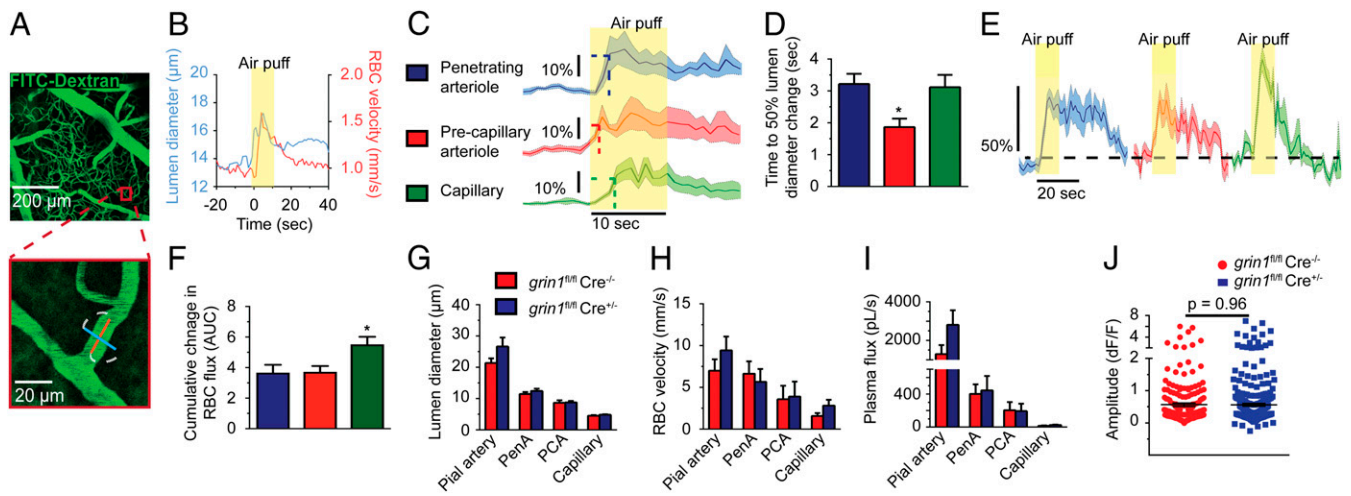 A
FITC-Dextran
200 µm
20 µm
B
Air puff
Lumen diameter (µm)
20
18
16
14
12
RBC velocity (mm/s)
2.0
1.5
1.0
-20
0
20
40
Time (sec)
C
Air puff
Penetrating
arteriole
10%
Pre-capillary
arteriole
10%
Capillary
10%
10 sec
D
Time to 50% lumen
diameter change (sec)
4
3
2
1
0
*
E
Air puff
Air puff
Air puff
50%
20 sec
F
Cumulative chnage in
RBC flux (AUC)
8
6
4
2
0
*
G
grin1fl/fl Cre-/-
grin1fl/fl Cre+/-
Lumen diameter (µm)
40
30
20
10
0
Pial artery
PenA
PCA
Capillary
H
RBC velocity (mm/s)
15
10
5
0
Pial artery
PenA
PCA
Capillary
I
Plasma flux (pL/s)
4000
2000
400
0
Pial artery
PenA
PCA
Capillary
J
grin1fl/fl Cre-/-
grin1fl/fl Cre+/-
p = 0.96
Amplitude (dF/F)
8
6
4
2
2
1
0